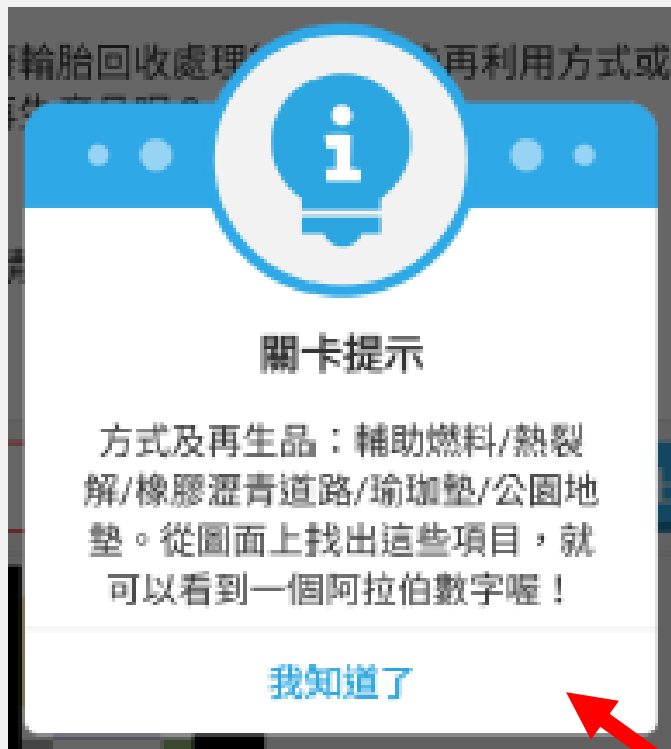 輪胎回收處理
再利用方式或
關卡提示
方式及再生品：輔助燃料/熱裂
解/橡膠瀝青道路/瑜珈墊/公園地
墊。從圖面上找出這些項目，就
可以看到一個阿拉伯數字喔！
我知道了